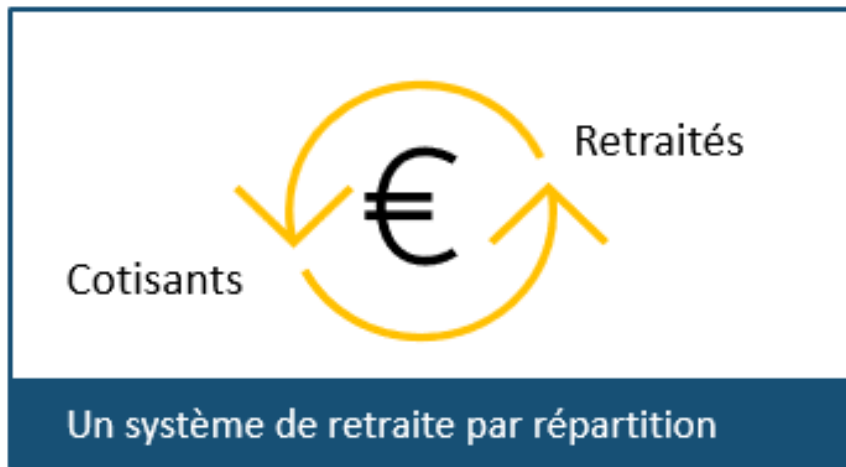 Retraités
€
Cotisants
Un système de retraite par répartition